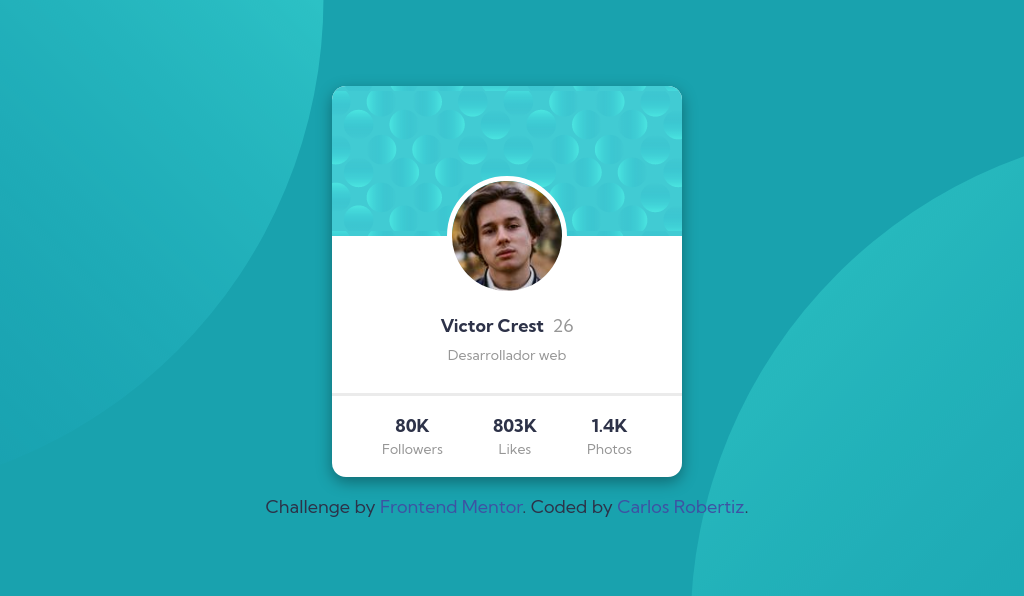 Victor Crest 26
Desarrollador web
80K 803K 1.4K
Followers Likes Photos
Challenge by Frontend Mentor. Coded by Carlos Robertiz.